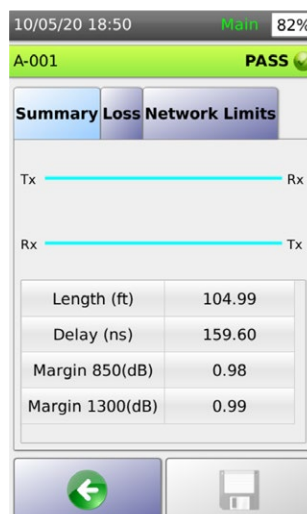 10/05/20 18:50 Main 82%
A-001 PASS
Summary Loss Network Limits
Tx Rx
Rx Tx
Length (ft) 104.99
Delay (ns) 159.60
Margin 850(dB) 0.98
Margin 1300(dB) 0.99